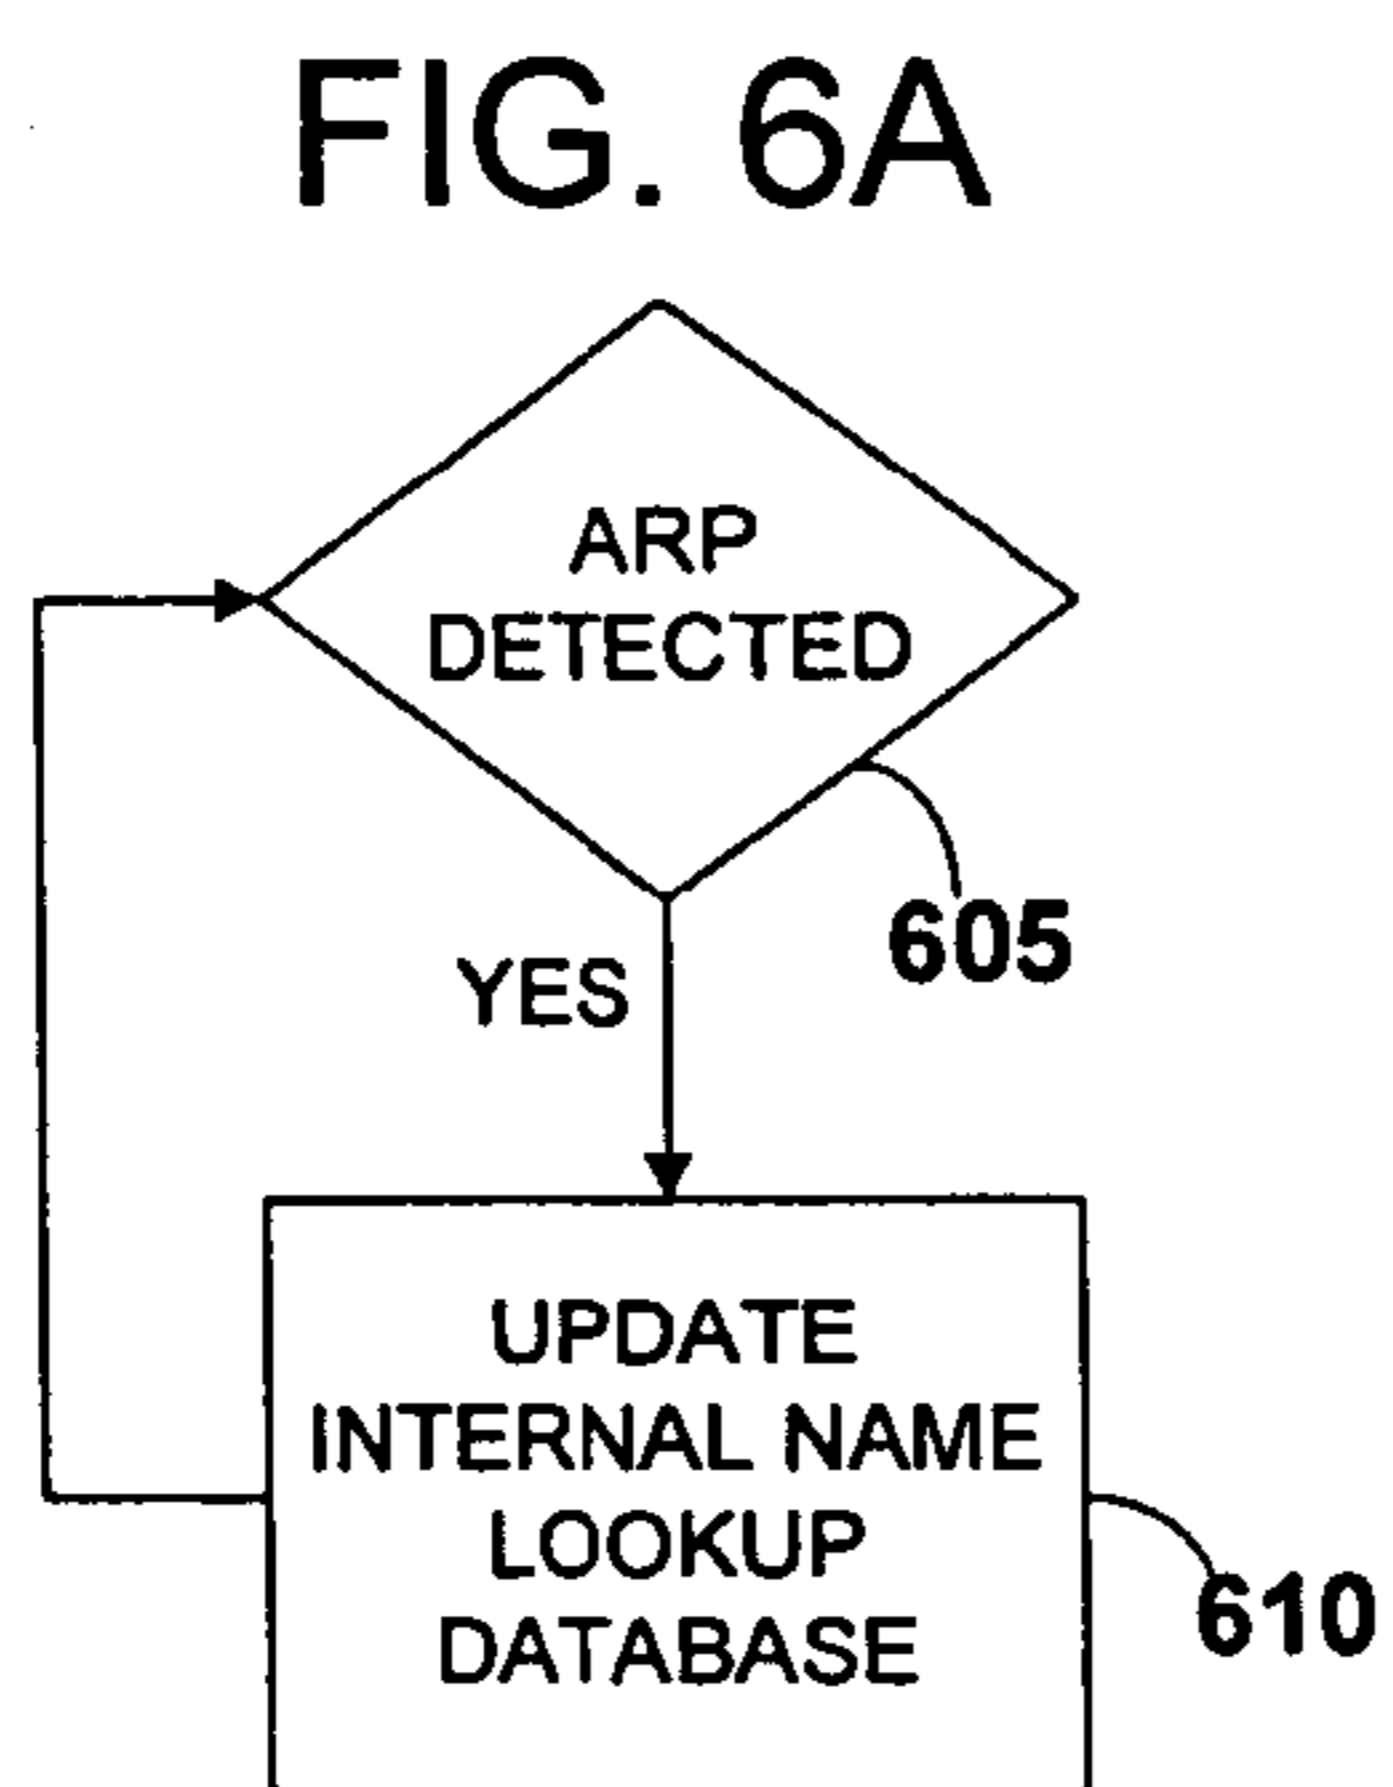 FIG. 6A
ARP
DETECTED
605
YES
UPDATE
INTERNAL NAME
LOOKUP
DATABASE
610